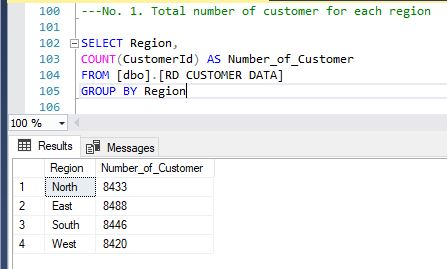 100 ---No. 1. Total number of customer for each region
101
102 SELECT Region,
103 COUNT(CustomerId) AS Number_of_Customer
104 FROM [dbo].[RD CUSTOMER DATA]
105 GROUP BY Region
106
100 %
Results Messages
Region Number_of_Customer
1 North 8433
2 East 8488
3 South 8446
4 West 8420